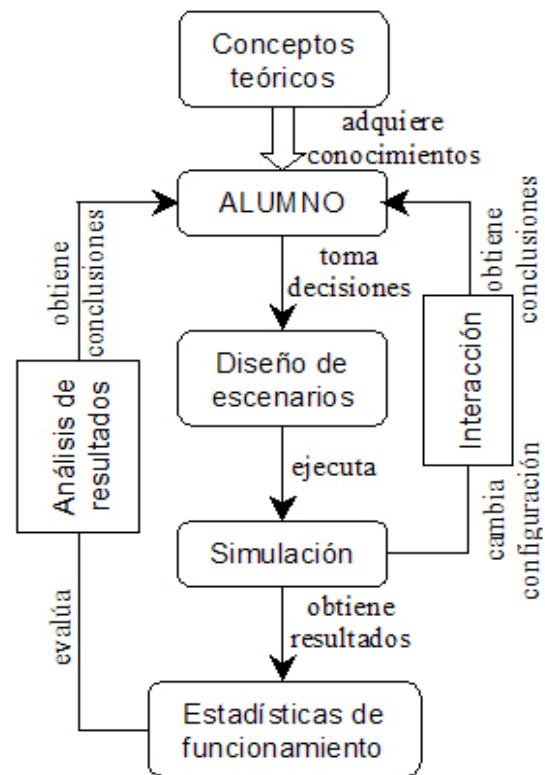 Conceptos
teóricos
adquiere
conocimientos
ALUMNO
toma
decisiones
Diseño de
escenarios
ejecuta
Simulación
obtiene
resultados
Estadísticas de
funcionamiento
evalúa
Análisis de
resultados
obtiene
conclusiones
cambia
configuración
Interacción
obtiene
conclusiones